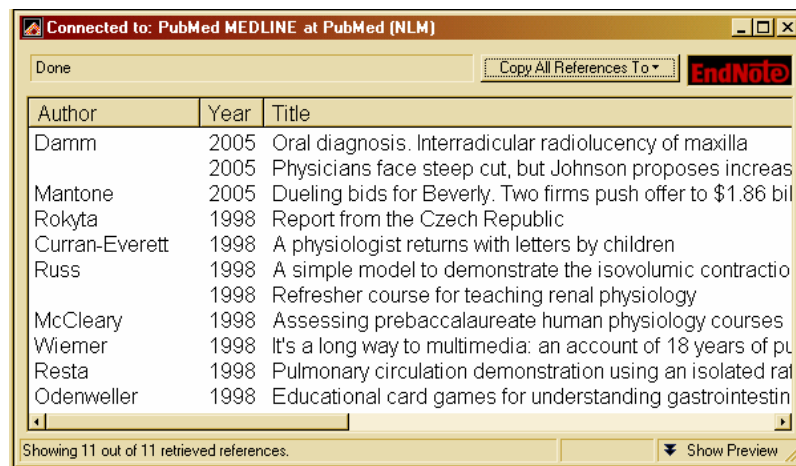 Connected to: PubMed MEDLINE at PubMed (NLM)
Done Copy All References To EndNote
Author Year Title
Damm 2005 Oral diagnosis. Interradicular radiolucency of maxilla
2005 Physicians face steep cut, but Johnson proposes increas
Mantone 2005 Dueling bids for Beverly. Two firms push offer to $1.86 bil
Rokyta 1998 Report from the Czech Republic
Curran-Everett 1998 A physiologist returns with letters by children
Russ 1998 A simple model to demonstrate the isovolumic contractio
1998 Refresher course for teaching renal physiology
McCleary 1998 Assessing prebaccalaureate human physiology courses
Wiemer 1998 It's a long way to multimedia: an account of 18 years of pu
Resta 1998 Pulmonary circulation demonstration using an isolated rat
Odenweller 1998 Educational card games for understanding gastrointestin
Showing 11 out of 11 retrieved references. Show Preview